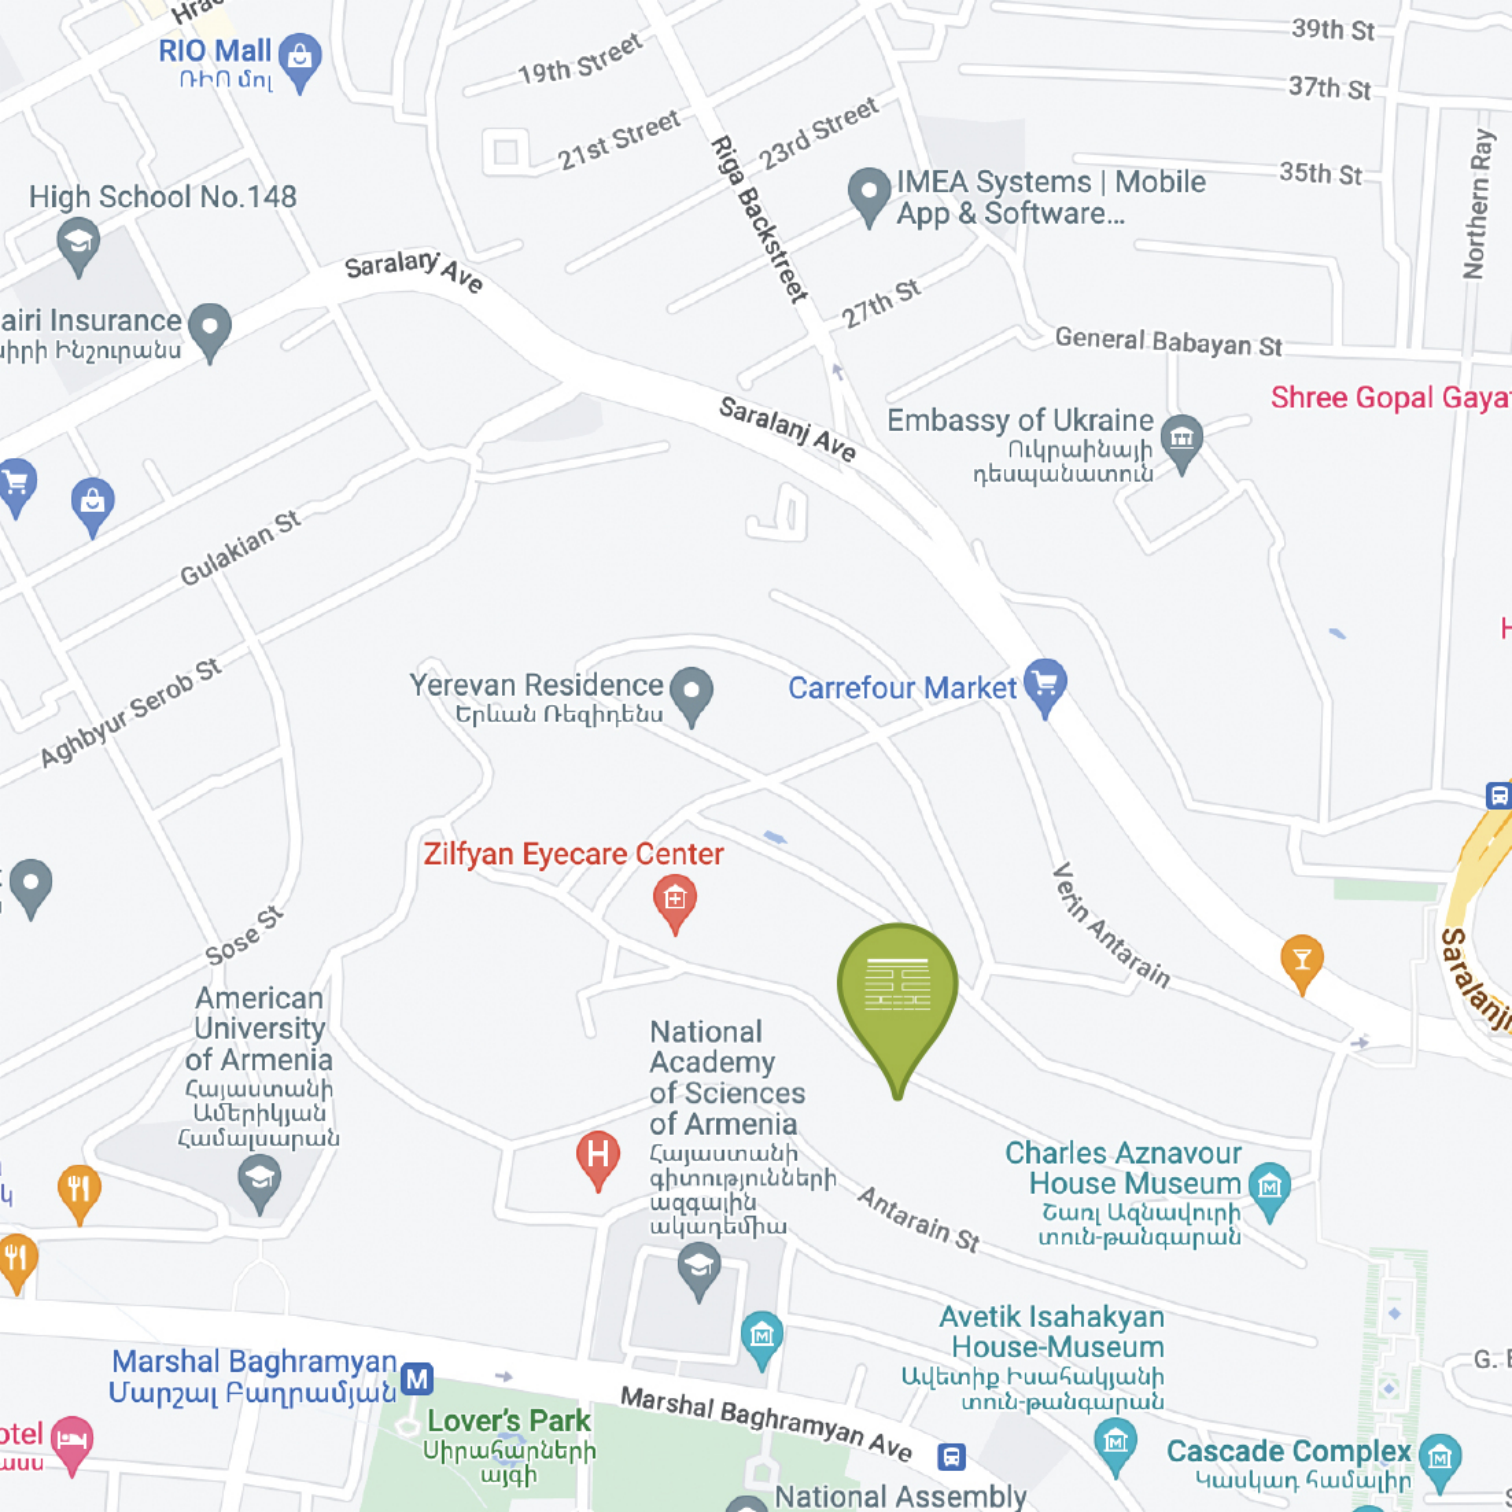 Hrac
RIO Mall
ՌԻՈ մոլ
19th Street
39th St
37th St
21st Street
23rd Street
35th St
Riga Backstreet
Northern Ray
IMEA Systems | Mobile
App & Software...
High School No.148
Saralanj Ave
27th St
airi Insurance
իրի Ինշուրանս
General Babayan St
Shree Gopal Gaya
Saralanj Ave
Embassy of Ukraine
Ուկրաինայի
դեսպանատուն
Gulakian St
Aghbyur Serob St
Yerevan Residence
Երևան Ռեզիդենս
Carrefour Market
H
Zilfyan Eyecare Center
Verin Antarain
Sose St
Saralanji
American
University
of Armenia
Հայաստանի
Ամերիկյան
Համալսարան
National
Academy
of Sciences
of Armenia
Հայաստանի
գիտությունների
ազգային
ակադեմիա
H
Charles Aznavour
House Museum
Շառլ Ազնավուրի
տուն-թանգարան
կ
Antarain St
Avetik Isahakyan
House-Museum
Ավետիք Իսահակյանի
տուն-թանգարան
Marshal Baghramyan
Մարշալ Բաղրամյան
M
G. E
Marshal Baghramyan Ave
Lover's Park
Սիրահարների
այգի
otel
ասս
Cascade Complex
Կասկադ համալիր
National Assembly